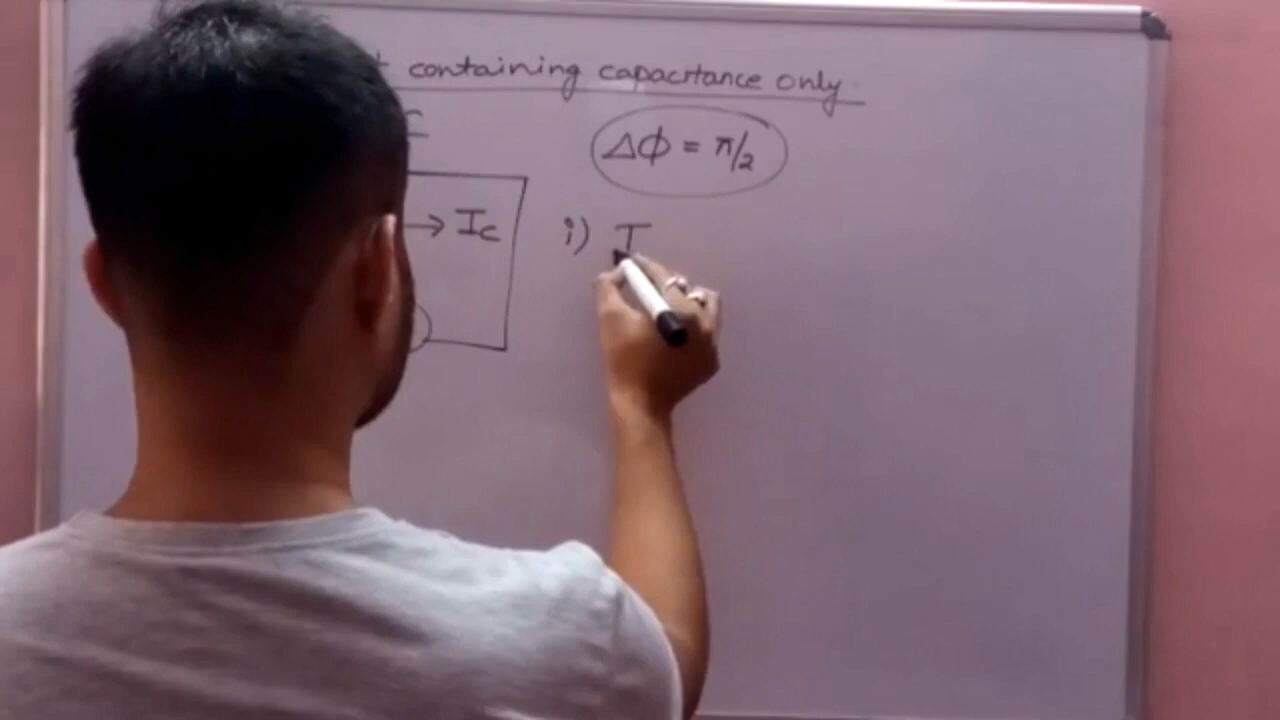 containing capacitance only.
C
Δφ = π/2
→ Ic
i) I